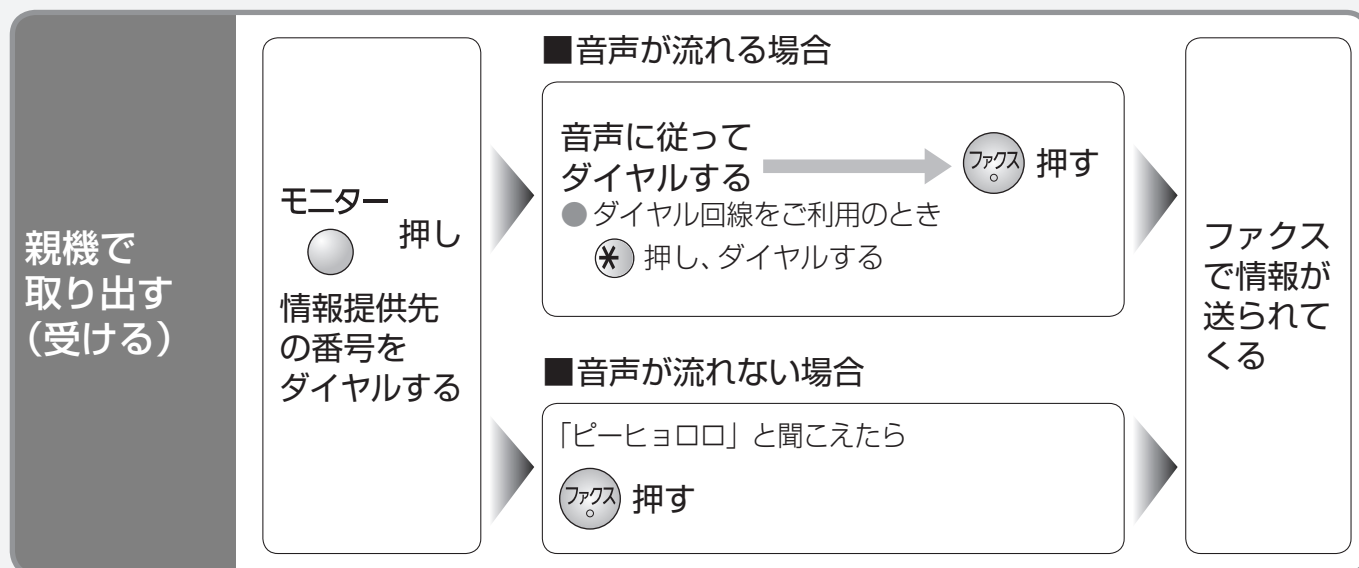 親機で
取り出す
（受ける）
モニター
押し
情報提供先
の番号を
ダイヤルする
■音声が流れる場合
音声に従って
ダイヤルする
ファクス 押す
●ダイヤル回線をご利用のとき
＊ 押し、ダイヤルする
■音声が流れない場合
「ピーヒョロロ」と聞こえたら
ファクス 押す
ファクス
で情報が
送られて
くる